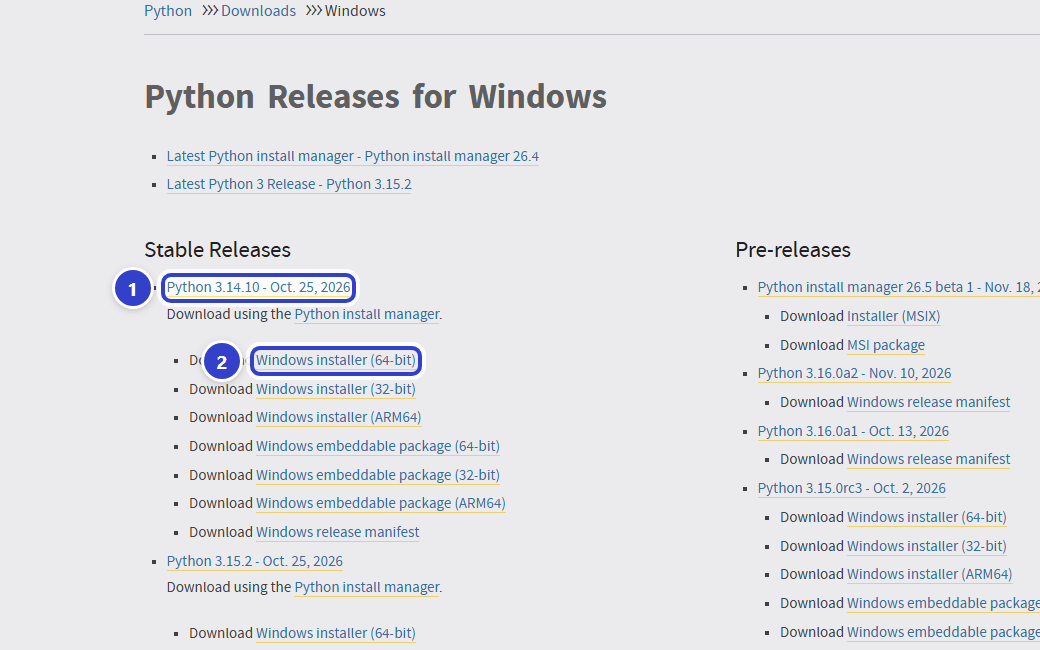 Python >>> Downloads >>> Windows
Python Releases for Windows
Latest Python install manager - Python install manager 26.4
Latest Python 3 Release - Python 3.15.2
Stable Releases
1 Python 3.14.10 - Oct. 25, 2026
Download using the Python install manager.
2 Windows installer (64-bit)
Download Windows installer (32-bit)
Download Windows installer (ARM64)
Download Windows embeddable package (64-bit)
Download Windows embeddable package (32-bit)
Download Windows embeddable package (ARM64)
Download Windows release manifest
Python 3.15.2 - Oct. 25, 2026
Download using the Python install manager.
Download Windows installer (64-bit)
Pre-releases
Python install manager 26.5 beta 1 - Nov. 18,
Download Installer (MSIX)
Download MSI package
Python 3.16.0a2 - Nov. 10, 2026
Download Windows release manifest
Python 3.16.0a1 - Oct. 13, 2026
Download Windows release manifest
Python 3.15.0rc3 - Oct. 2, 2026
Download Windows installer (64-bit)
Download Windows installer (32-bit)
Download Windows installer (ARM64)
Download Windows embeddable package
Download Windows embeddable package